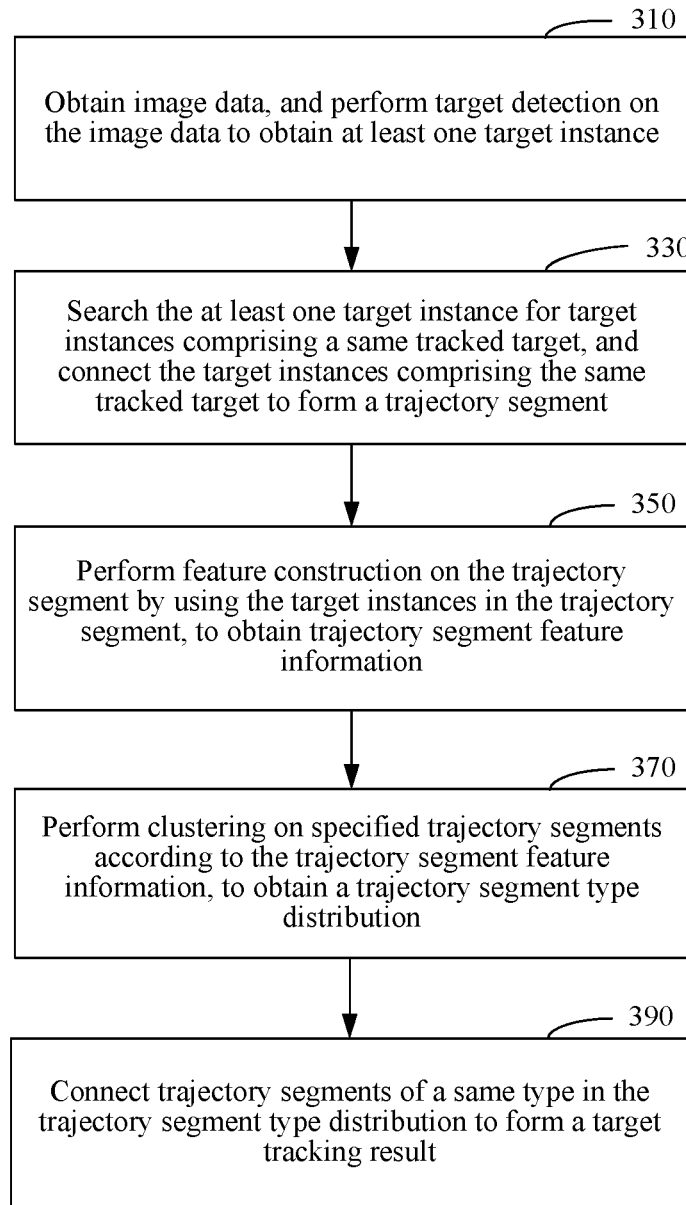 310
Obtain image data, and perform target detection on
the image data to obtain at least one target instance
330
Search the at least one target instance for target
instances comprising a same tracked target, and
connect the target instances comprising the same
tracked target to form a trajectory segment
350
Perform feature construction on the trajectory
segment by using the target instances in the trajectory
segment, to obtain trajectory segment feature
information
370
Perform clustering on specified trajectory segments
according to the trajectory segment feature
information, to obtain a trajectory segment type
distribution
390
Connect trajectory segments of a same type in the
trajectory segment type distribution to form a target
tracking result